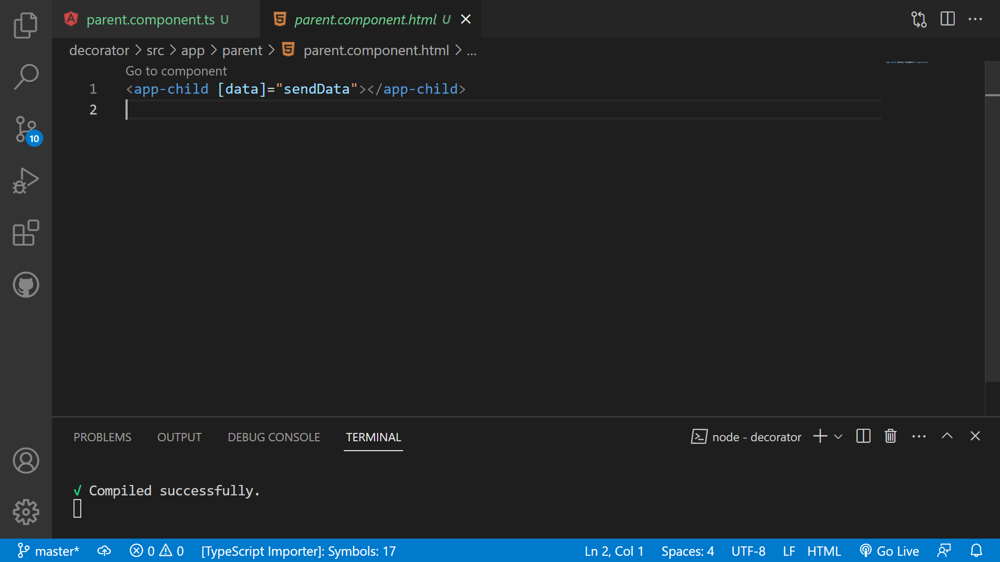 parent.component.ts U
parent.component.html U
decorator > src > app > parent > parent.component.html > ...
Go to component
1 <app-child [data]="sendData"></app-child>
2
10
PROBLEMS OUTPUT DEBUG CONSOLE TERMINAL
node - decorator
√ Compiled successfully.
master* 0 0 [TypeScript Importer]: Symbols: 17 Ln 2, Col 1 Spaces: 4 UTF-8 LF HTML Go Live